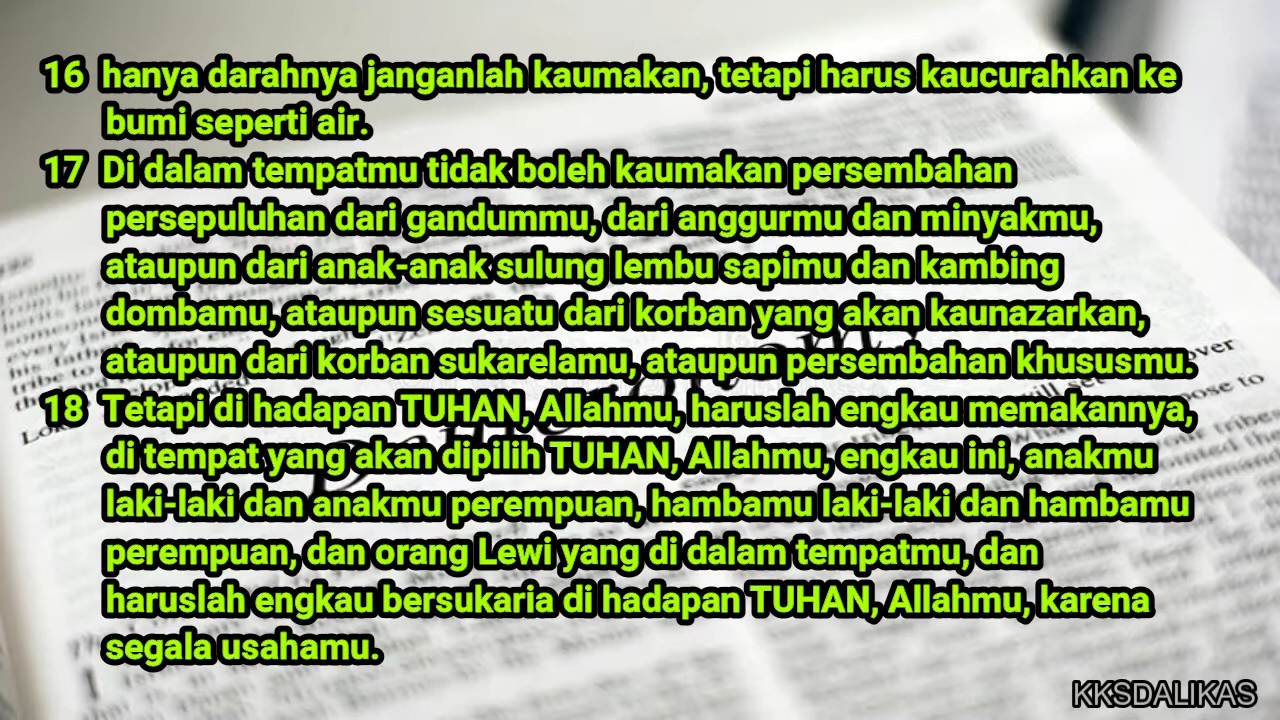 16 hanya darahnya janganlah kaumakan, tetapi harus kaucurahkan ke
bumi seperti air.
17 Di dalam tempatmu tidak boleh kaumakan persembahan
persepuluhan dari gandummu, dari anggurmu dan minyakmu,
ataupun dari anak-anak sulung lembu sapimu dan kambing
dombamu, ataupun sesuatu dari korban yang akan kaunazarkan,
ataupun dari korban sukarelamu, ataupun persembahan khususmu.
18 Tetapi di hadapan TUHAN, Allahmu, haruslah engkau memakannya,
di tempat yang akan dipilih TUHAN, Allahmu, engkau ini, anakmu
laki-laki dan anakmu perempuan, hambamu laki-laki dan hambamu
perempuan, dan orang Lewi yang di dalam tempatmu, dan
haruslah engkau bersukaria di hadapan TUHAN, Allahmu, karena
segala usahamu.
KKSDALIKAS